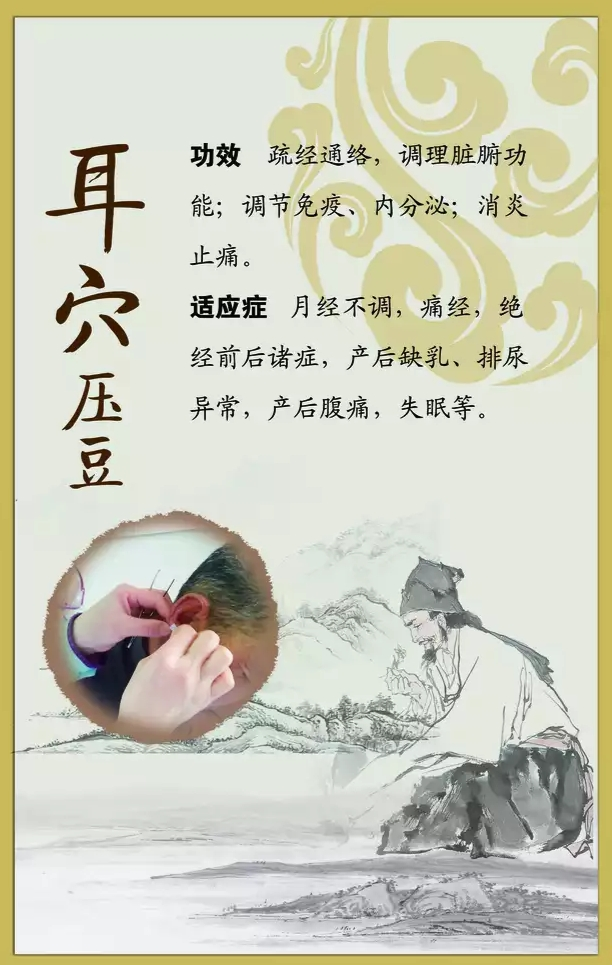 耳穴压豆
功效 疏经通络，调理脏腑功
能；调节免疫、内分泌；消炎
止痛。
适应症 月经不调，痛经，绝
经前后诸症，产后缺乳、排尿
异常，产后腹痛，失眠等。